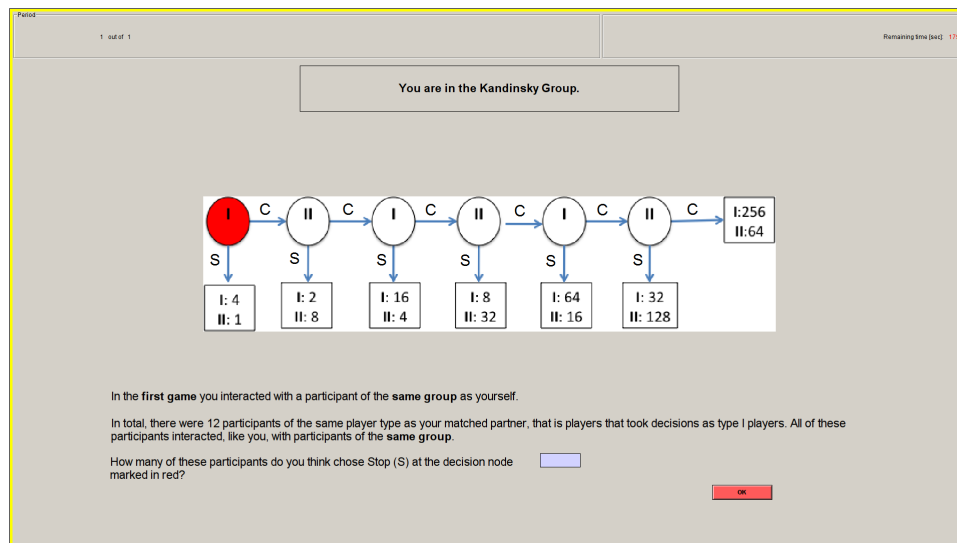 Period
1 out of 1
Remaining time [sec]: 17
You are in the Kandinsky Group.
I C II C I C II C I C II C I:256
II:64
S S S S S S
I: 4 I: 2 I: 16 I: 8 I: 64 I: 32
II: 1 II: 8 II: 4 II: 32 II: 16 II: 128
In the first game you interacted with a participant of the same group as yourself.
In total, there were 12 participants of the same player type as your matched partner, that is players that took decisions as type I players. All of these
participants interacted, like you, with participants of the same group.
How many of these participants do you think chose Stop (S) at the decision node
marked in red?
OK